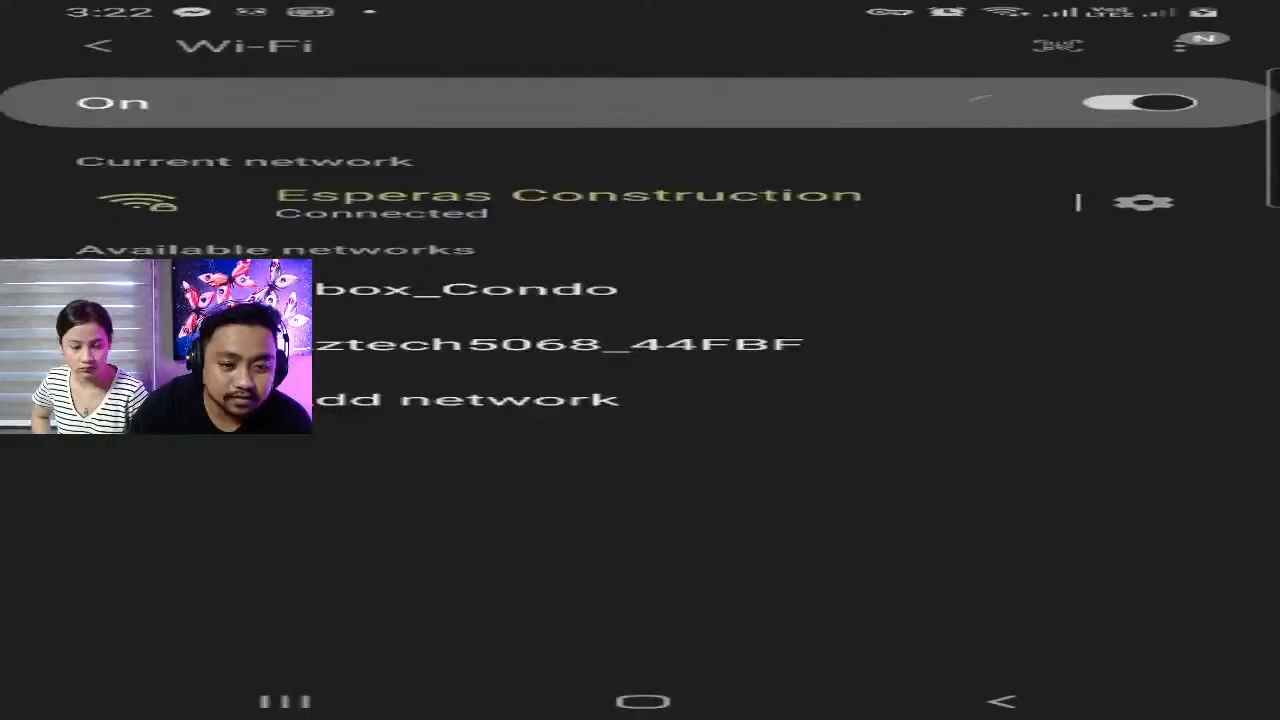 3:22
Wi-Fi
N
On
Current network
Esperas Construction
Connected
Available networks
box_Condo
ztech5068_44FBF
dd network